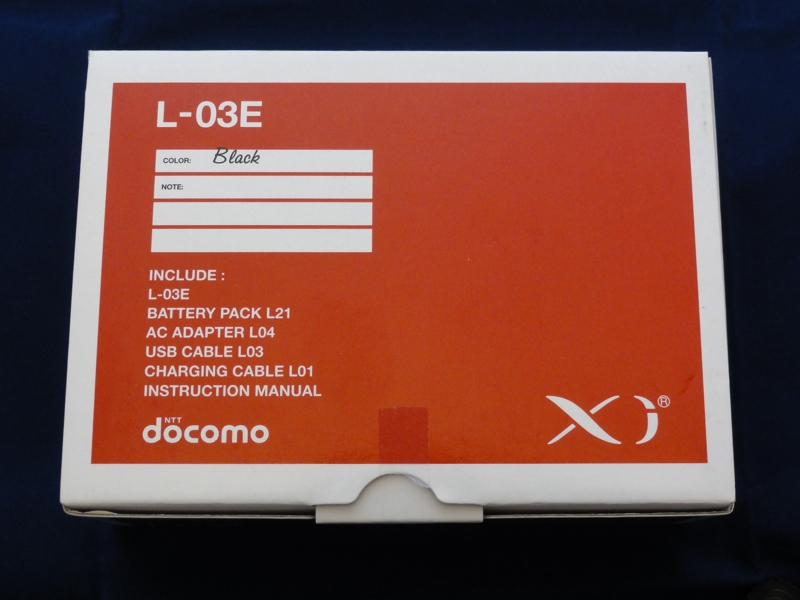 L-03E
COLOR: Black
NOTE:
INCLUDE :
L-03E
BATTERY PACK L21
AC ADAPTER L04
USB CABLE L03
CHARGING CABLE L01
INSTRUCTION MANUAL
NTT
docomo
Xi®